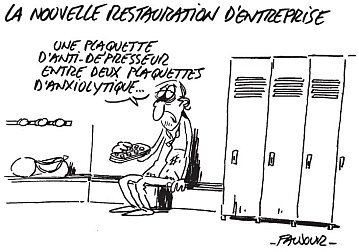 LA NOUVELLE RESTAURATION D'ENTREPRISE
UNE PLAQUETTE
D'ANTI-DÉPRESSEUR
ENTRE DEUX PLAQUETTES
D'ANXIOLYTIQUE...
-FAUJOUR-